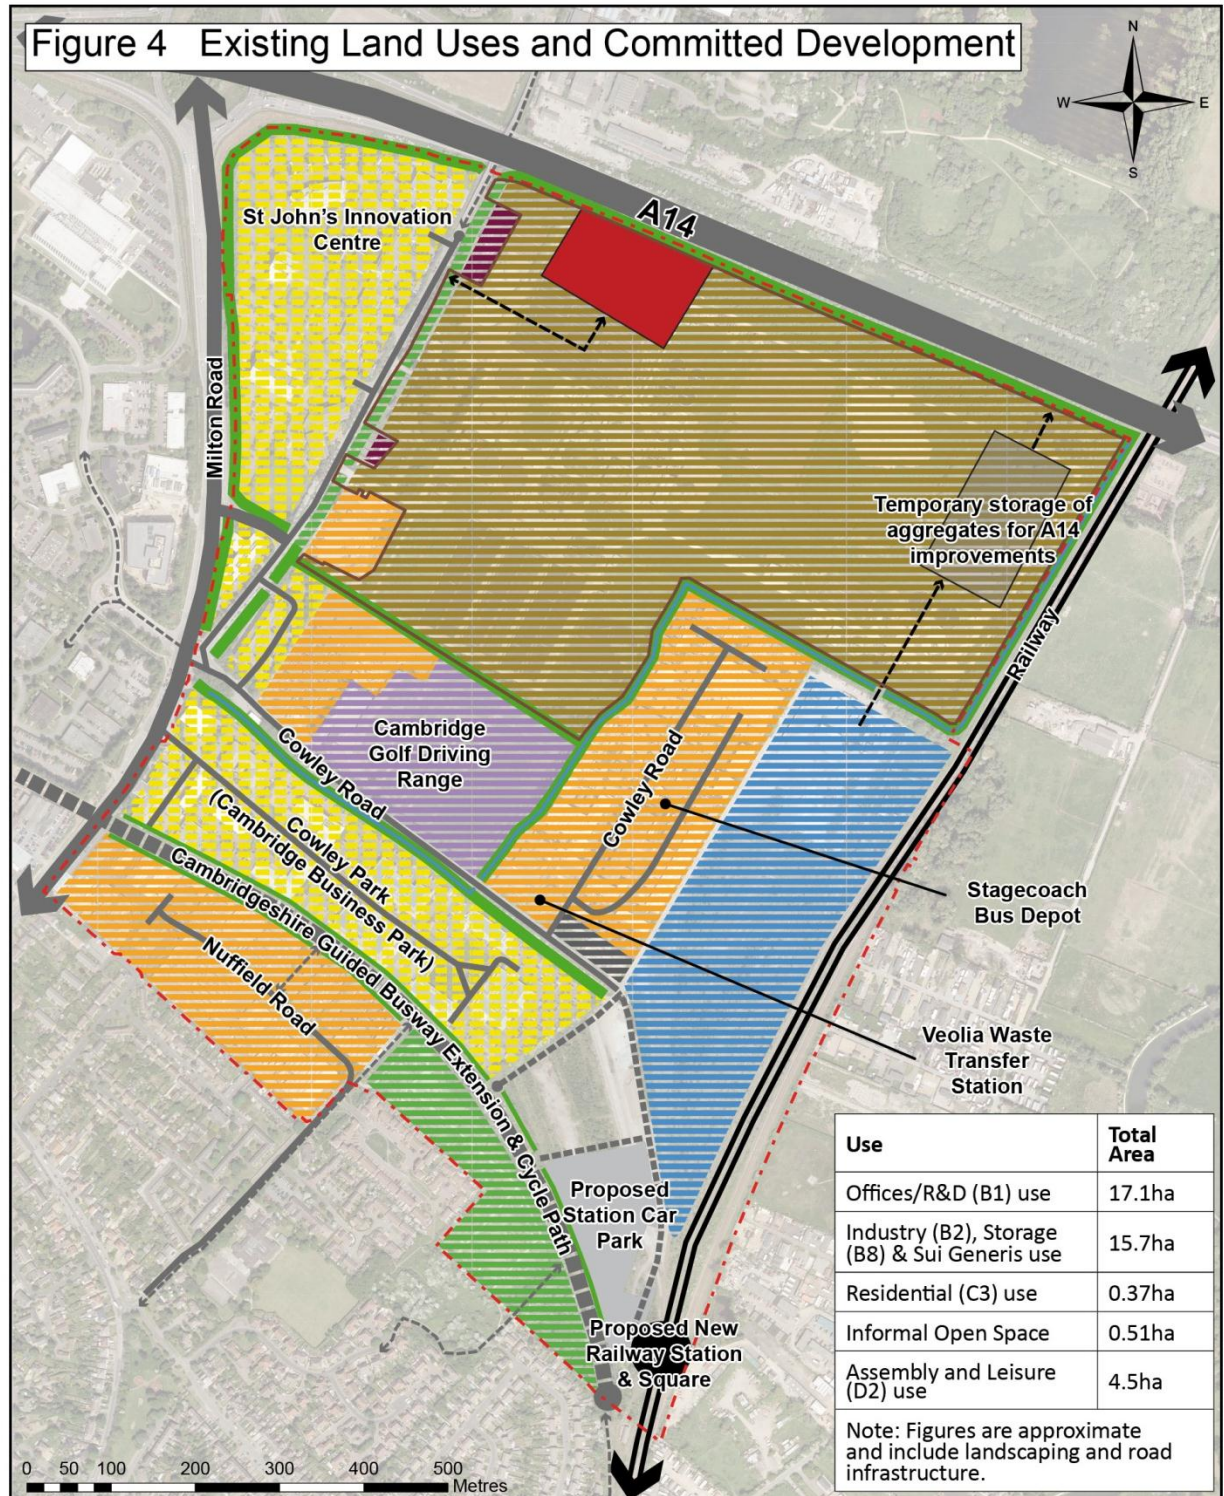 Figure 4   Existing Land Uses and Committed Development
N
W
E
S
St John's Innovation
Centre
A14
Milton Road
Temporary storage of
aggregates for A14
improvements
Railway
Cambridge
Golf Driving
Range
Cowley Road
Cowley Road
Cowley Park
(Cambridge Business Park)
Cambridgeshire Guided Busway Extension & Cycle Path
Nuffield Road
Stagecoach
Bus Depot
Veolia Waste
Transfer
Station
Proposed
Station Car
Park
Proposed New
Railway Station
& Square
Use
Total
Area
Offices/R&D (B1) use
17.1ha
Industry (B2), Storage
(B8) & Sui Generis use
15.7ha
Residential (C3) use
0.37ha
Informal Open Space
0.51ha
Assembly and Leisure
(D2) use
4.5ha
Note: Figures are approximate
and include landscaping and road
infrastructure.
0 50 100 200 300 400 500
Metres